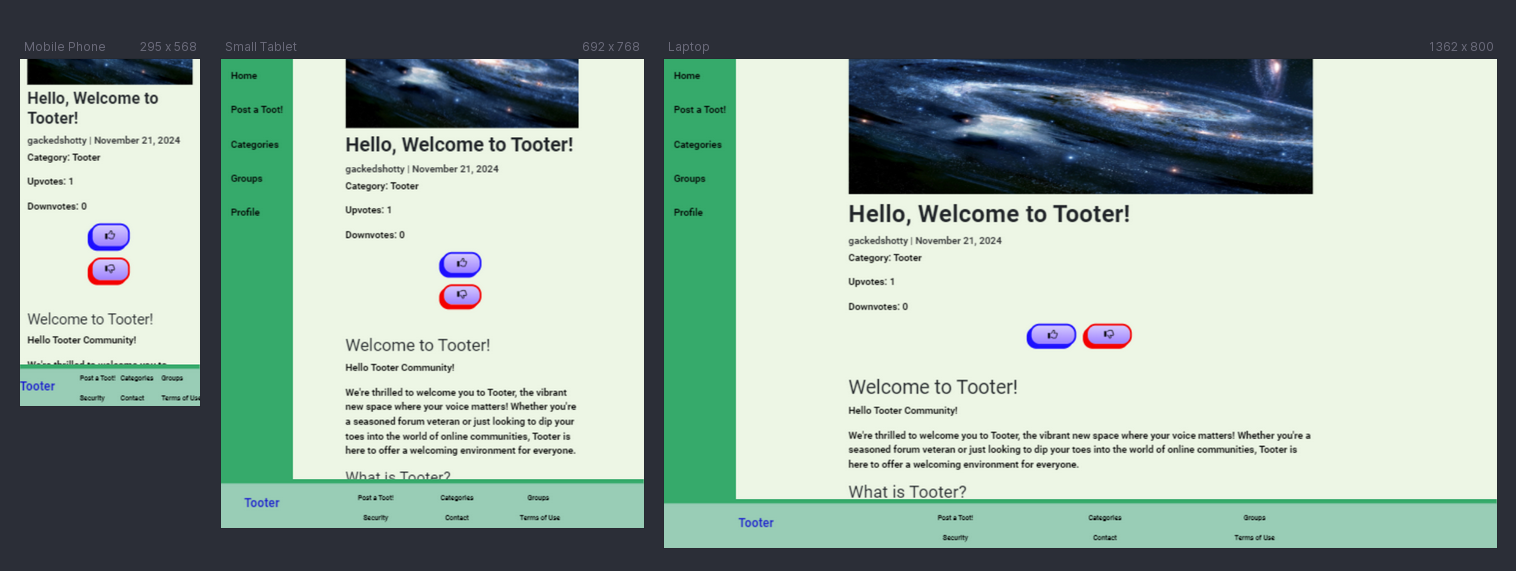 Mobile Phone 295 x 568
Hello, Welcome to
Tooter!
gackedshotty | November 21, 2024
Category: Tooter
Upvotes: 1
Downvotes: 0
Welcome to Tooter!
Hello Tooter Community!
We're thrilled to welcome you to
Tooter
Post a Toot! Categories Groups
Security Contact Terms of Use
Small Tablet 692 x 768
Home
Post a Toot!
Categories
Groups
Profile
Hello, Welcome to Tooter!
gackedshotty | November 21, 2024
Category: Tooter
Upvotes: 1
Downvotes: 0
Welcome to Tooter!
Hello Tooter Community!
We're thrilled to welcome you to Tooter, the vibrant
new space where your voice matters! Whether you're
a seasoned forum veteran or just looking to dip your
toes into the world of online communities, Tooter is
here to offer a welcoming environment for everyone.
What is Tooter?
Tooter
Post a Toot! Categories Groups
Security Contact Terms of Use
Laptop 1362 x 800
Home
Post a Toot!
Categories
Groups
Profile
Hello, Welcome to Tooter!
gackedshotty | November 21, 2024
Category: Tooter
Upvotes: 1
Downvotes: 0
Welcome to Tooter!
Hello Tooter Community!
We're thrilled to welcome you to Tooter, the vibrant new space where your voice matters! Whether you're a
seasoned forum veteran or just looking to dip your toes into the world of online communities, Tooter is
here to offer a welcoming environment for everyone.
What is Tooter?
Tooter
Post a Toot! Categories Groups
Security Contact Terms of Use